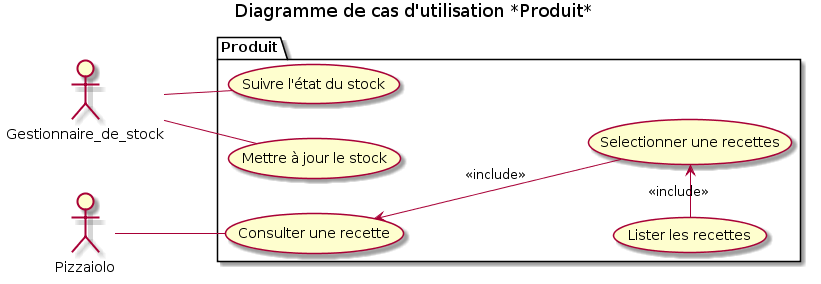 Diagramme de cas d'utilisation *Produit*
Produit
Suivre l'état du stock
Gestionnaire_de_stock
Mettre à jour le stock
Selectionner une recettes
«include»
«include»
Consulter une recette
Lister les recettes
Pizzaiolo